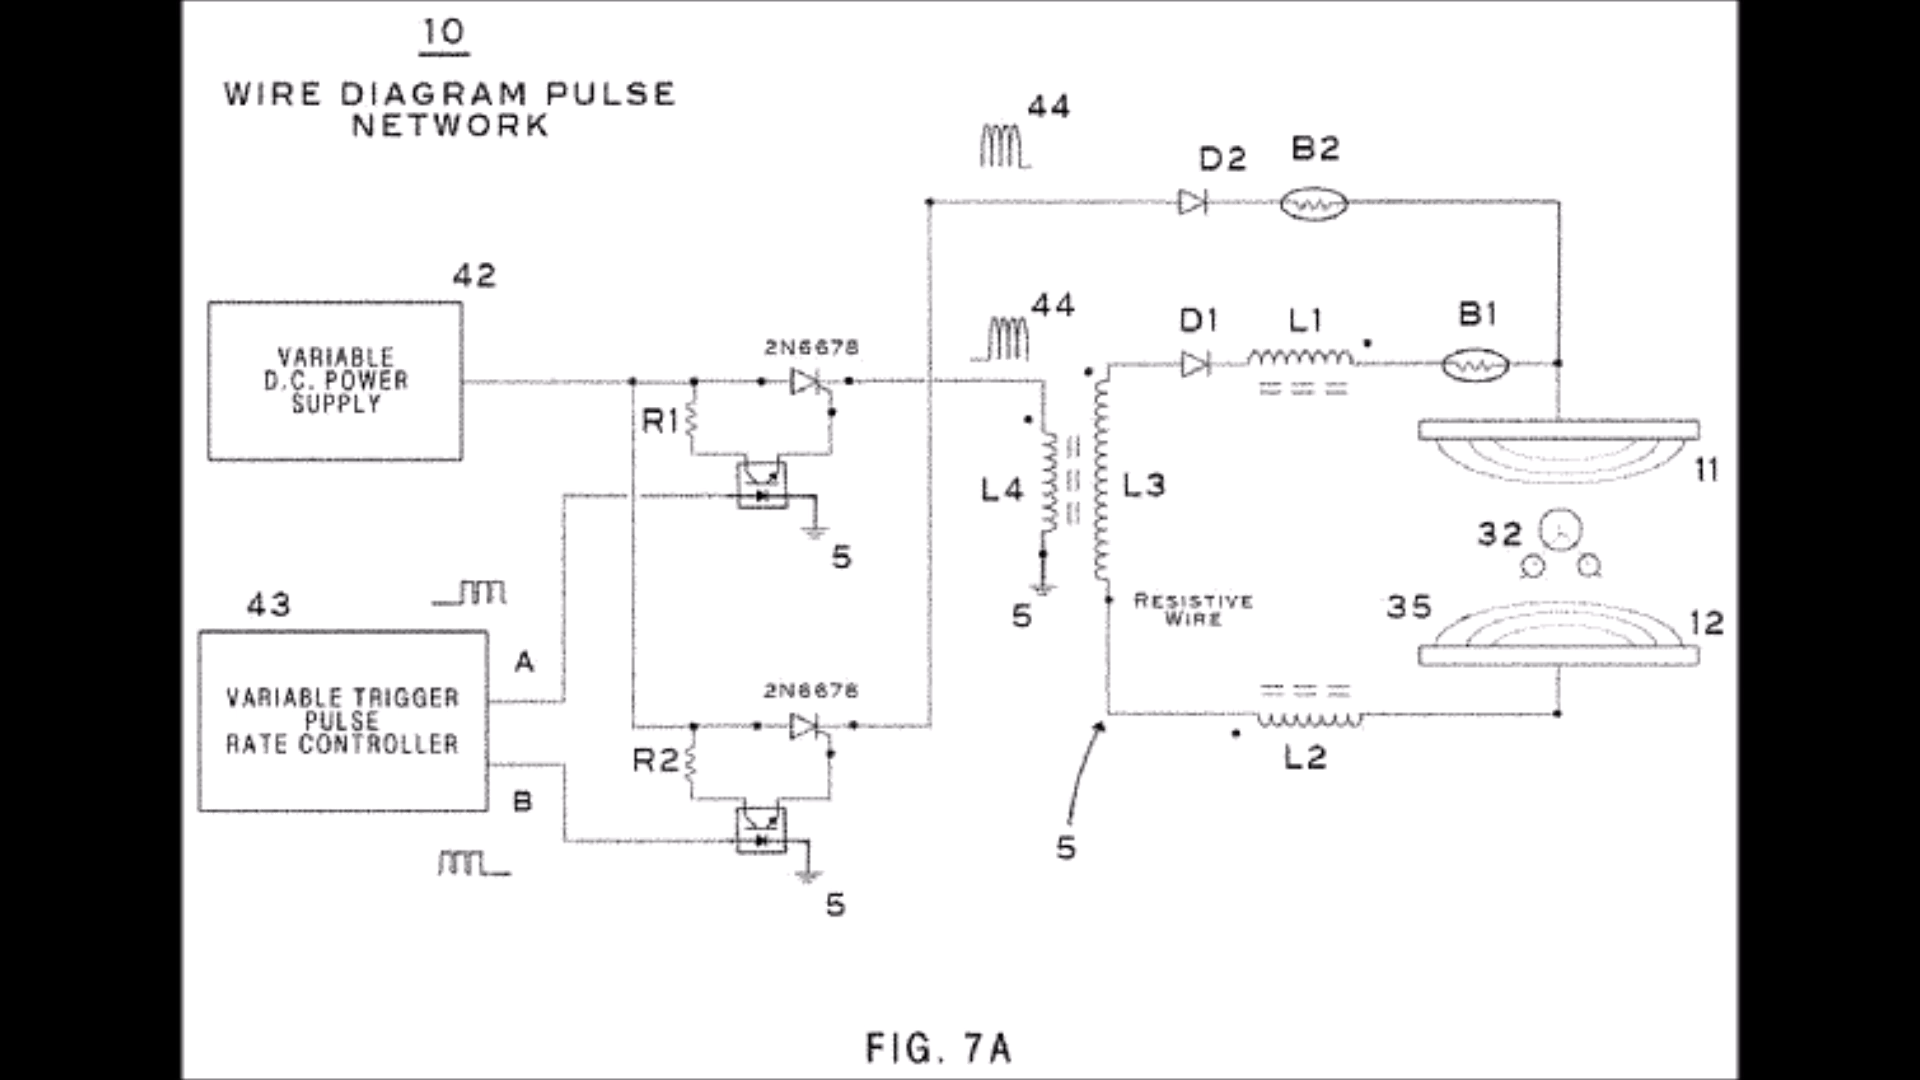 10
WIRE DIAGRAM PULSE
NETWORK
44
D2
B2
42
44
D1
L1
B1
VARIABLE
D.C. POWER
SUPPLY
2N6678
R1
11
L4
L3
32
5
5
RESISTIVE
WIRE
35
12
43
A
VARIABLE TRIGGER
PULSE
RATE CONTROLLER
2N6678
R2
L2
B
5
5
FIG. 7A